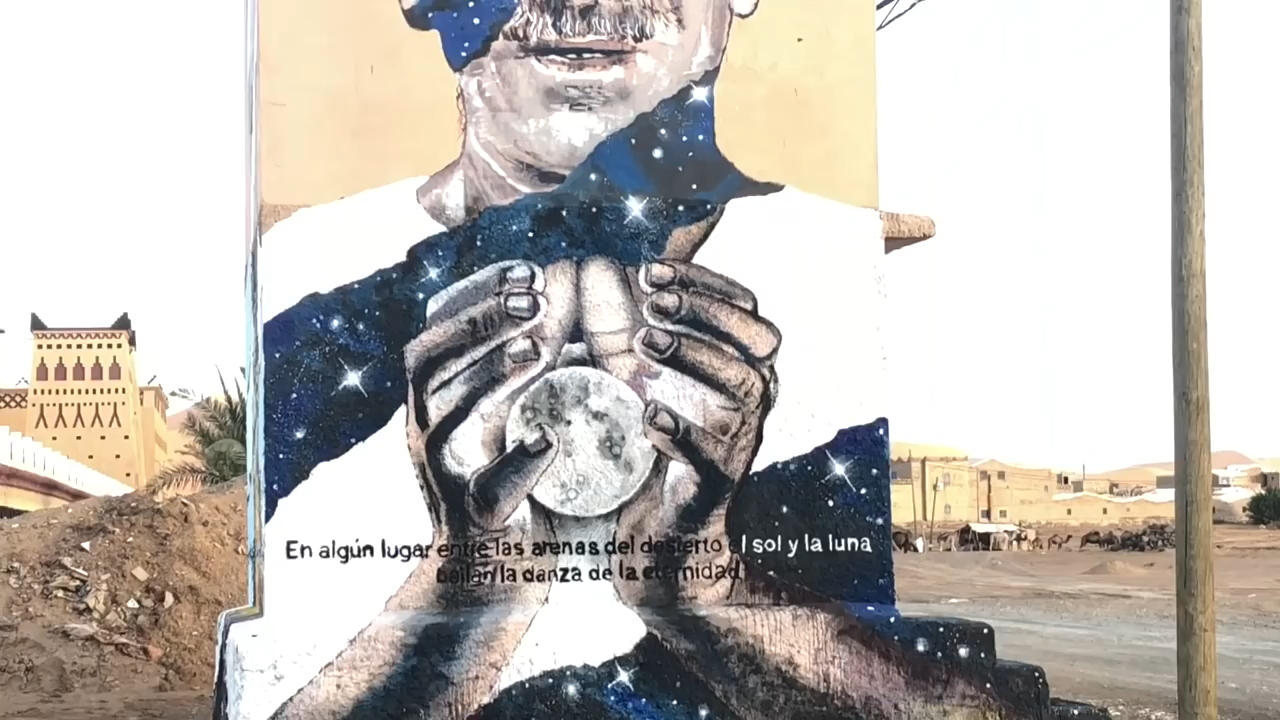 En algún lugar entre las arenas del desierto el sol y la luna
bailan la danza de la eternidad